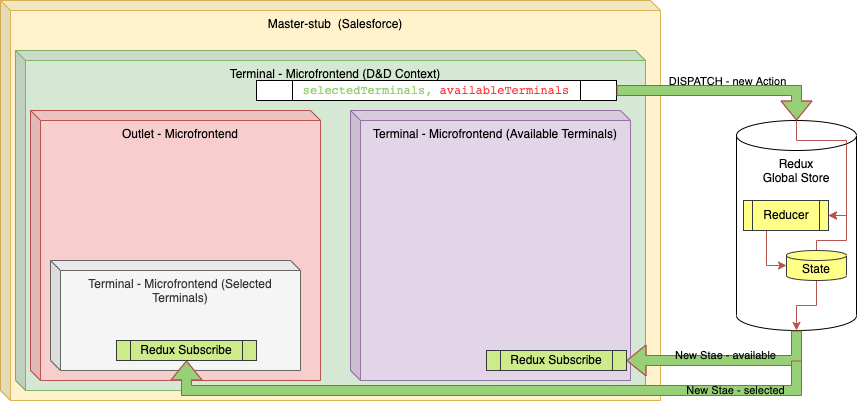 Master-stub  (Salesforce)
Terminal - Microfrontend (D&D Context)
selectedTerminals, availableTerminals
DISPATCH - new Action
Outlet - Microfrontend
Terminal - Microfrontend (Available Terminals)
Redux
Global Store
Reducer
State
Terminal - Microfrontend (Selected
Terminals)
Redux Subscribe
Redux Subscribe
New Stae - available
New Stae - selected